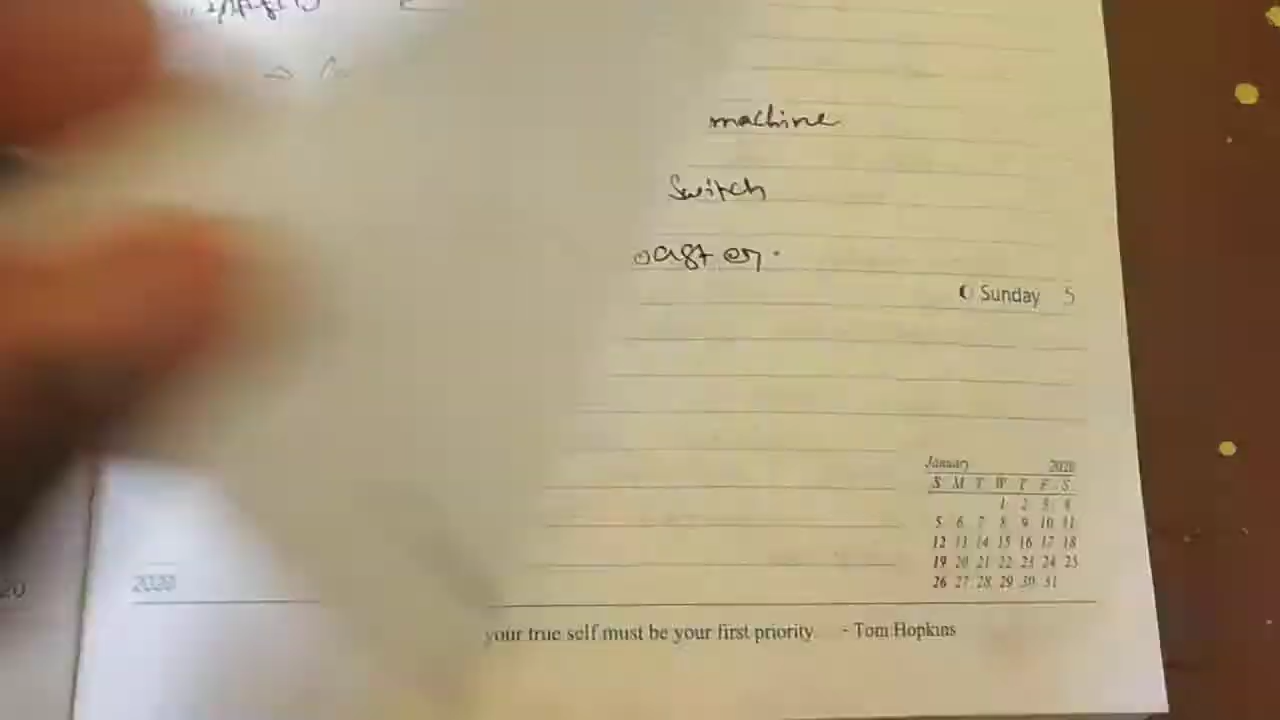 machine
Switch
oaster.
Sunday 5
January 2020
S M T W T F S
1 2 3 4
5 6 7 8 9 10 11
12 13 14 15 16 17 18
19 20 21 22 23 24 25
26 27 28 29 30 31
20
2020
your true self must be your first priority - Tom Hopkins